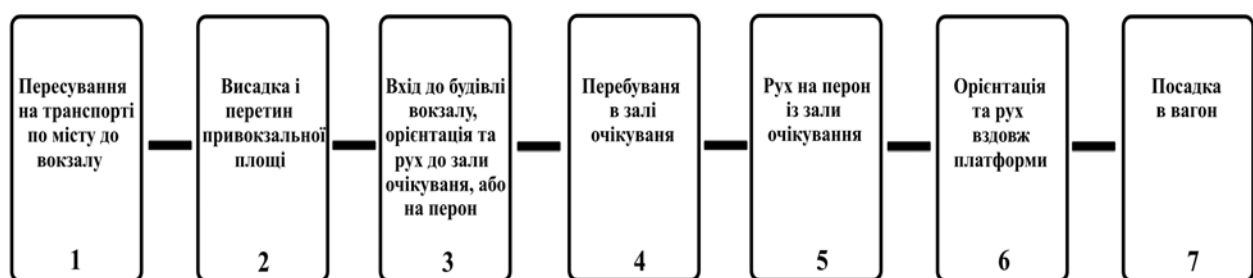 Пересування
на транспорті
по місту до
вокзалу
1
Висадка і
перетин
привокзальної
площі
2
Вхід до будівлі
вокзалу,
орієнтація та
рух до зали
очікуваня, або
на перон
3
Перебуваня
в залі
очікуваня
4
Рух на перон
із зали
очікування
5
Орієнтація
та рух
вздовж
платформи
6
Посадка
в вагон
7